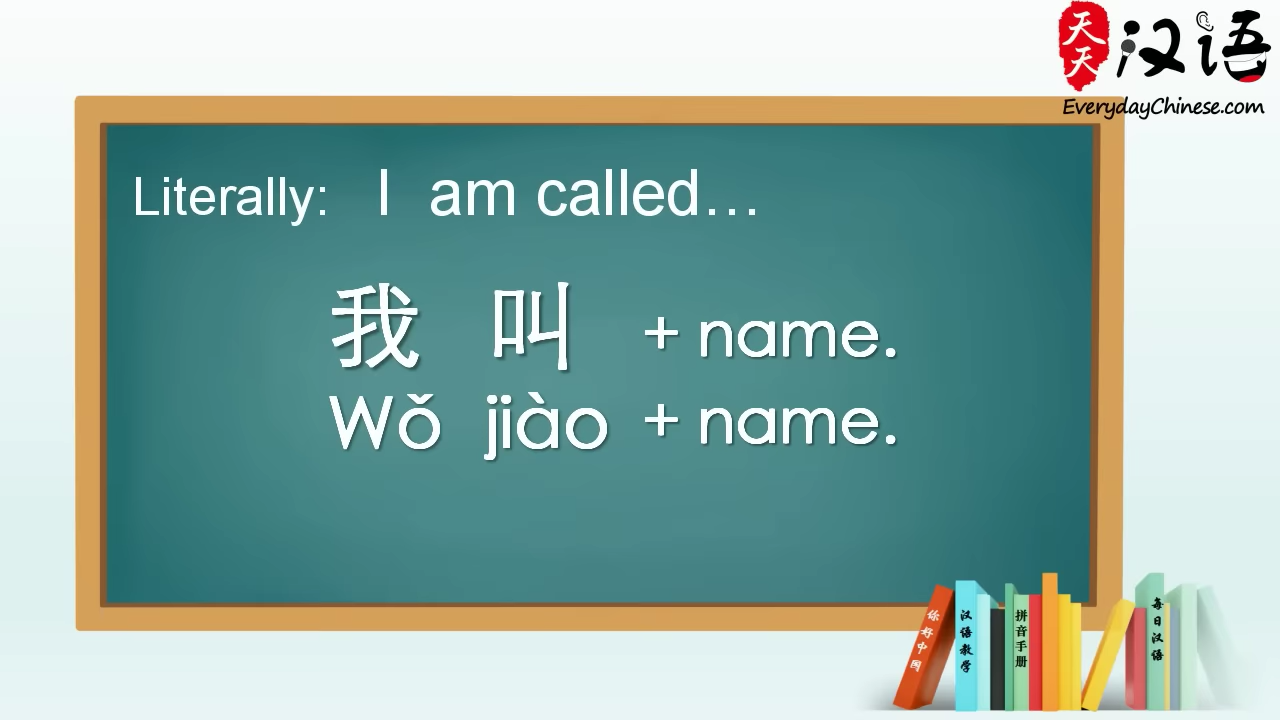 天天
汉语
EverydayChinese.com
Literally: I am called…
我 叫 + name.
Wǒ jiào + name.
你好中国
汉语教学
拼音手册
每日汉语